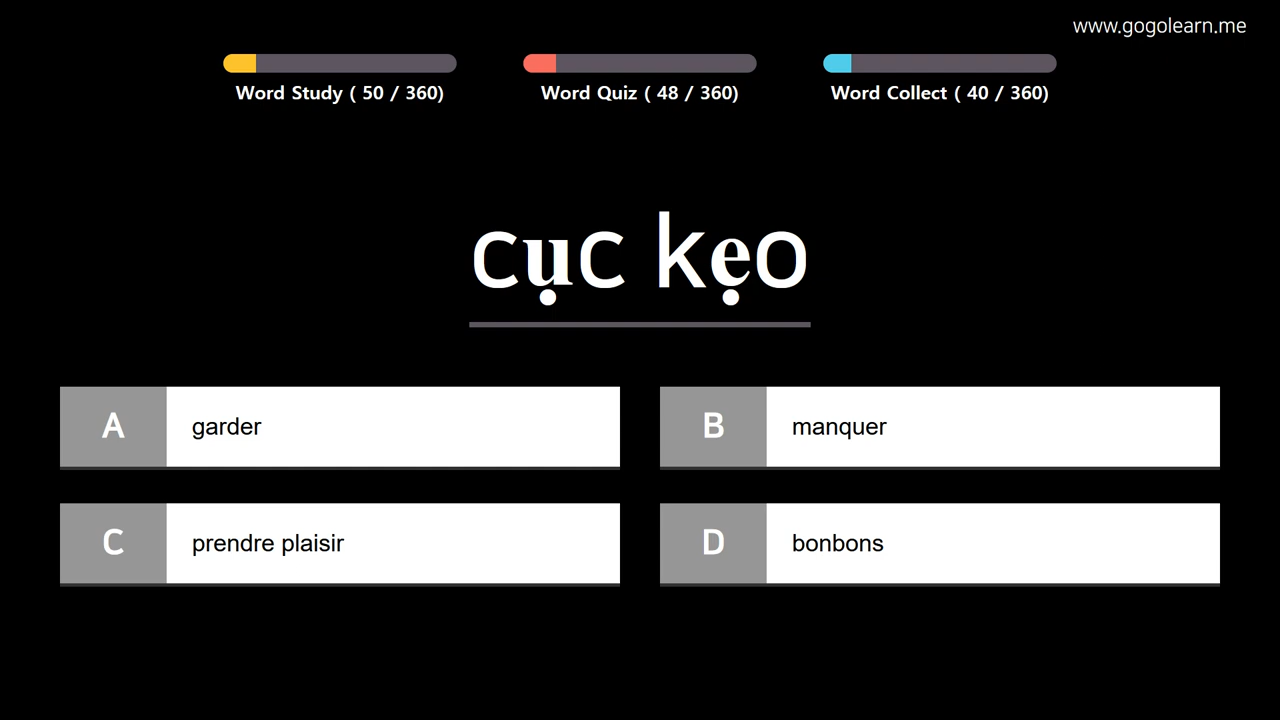 www.gogolearn.me
Word Study ( 50 / 360)
Word Quiz ( 48 / 360)
Word Collect ( 40 / 360)
cục kẹo
A garder
B manquer
C prendre plaisir
D bonbons